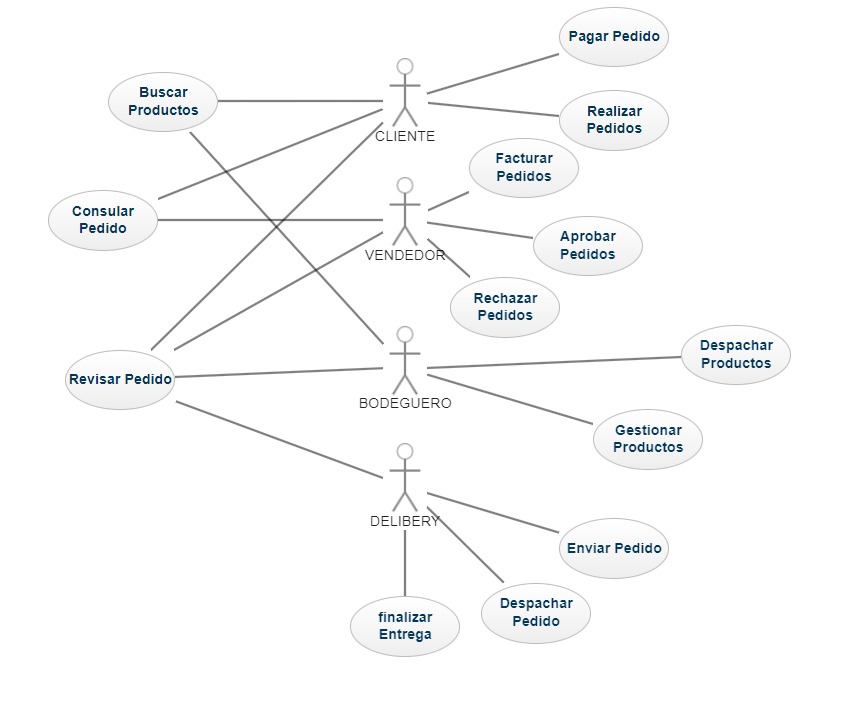 Pagar Pedido
Buscar
Productos
Realizar
Pedidos
CLIENTE
Facturar
Pedidos
Consular
Pedido
Aprobar
Pedidos
VENDEDOR
Rechazar
Pedidos
Despachar
Productos
Revisar Pedido
BODEGUERO
Gestionar
Productos
DELIBERY
Enviar Pedido
Despachar
Pedido
finalizar
Entrega